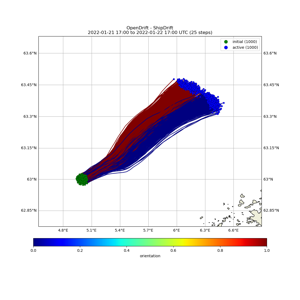 OpenDrift - ShipDrift
2022-01-21 17:00 to 2022-01-22 17:00 UTC (25 steps)
initial (1000)
active (1000)
63.6°N 63.6°N
63.45°N 63.45°N
63.3°N 63.3°N
63.15°N 63.15°N
63°N 63°N
62.85°N 62.85°N
4.8°E 5.1°E 5.4°E 5.7°E 6°E 6.3°E 6.6°E
0.0 0.2 0.4 0.6 0.8 1.0
orientation